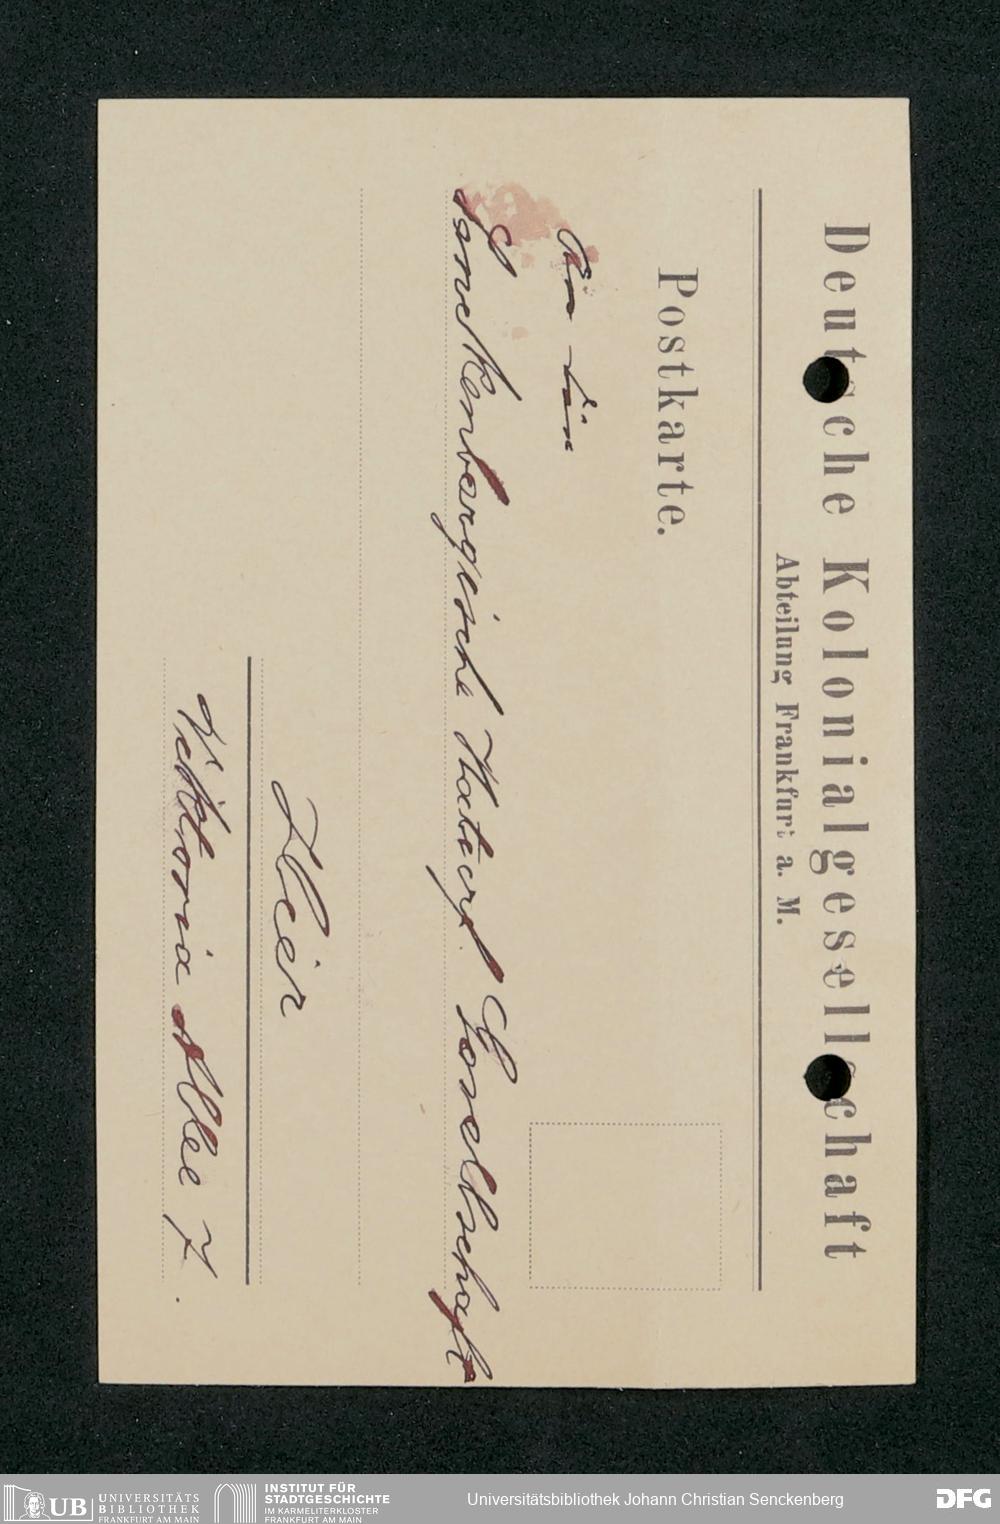 Deutsche Kolonialgesellschaft
Abteilung Frankfurt a. M.
Postkarte.
An die
Senckenbergische Naturf. Gesellschaft
Hier
Viktoria Allee 7.
UB UNIVERSITÄTS
BIBLIOTHEK
FRANKFURT AM MAIN
INSTITUT FÜR
STADTGESCHICHTE
IM KARMELITERKLOSTER
FRANKFURT AM MAIN
Universitätsbibliothek Johann Christian Senckenberg
DFG